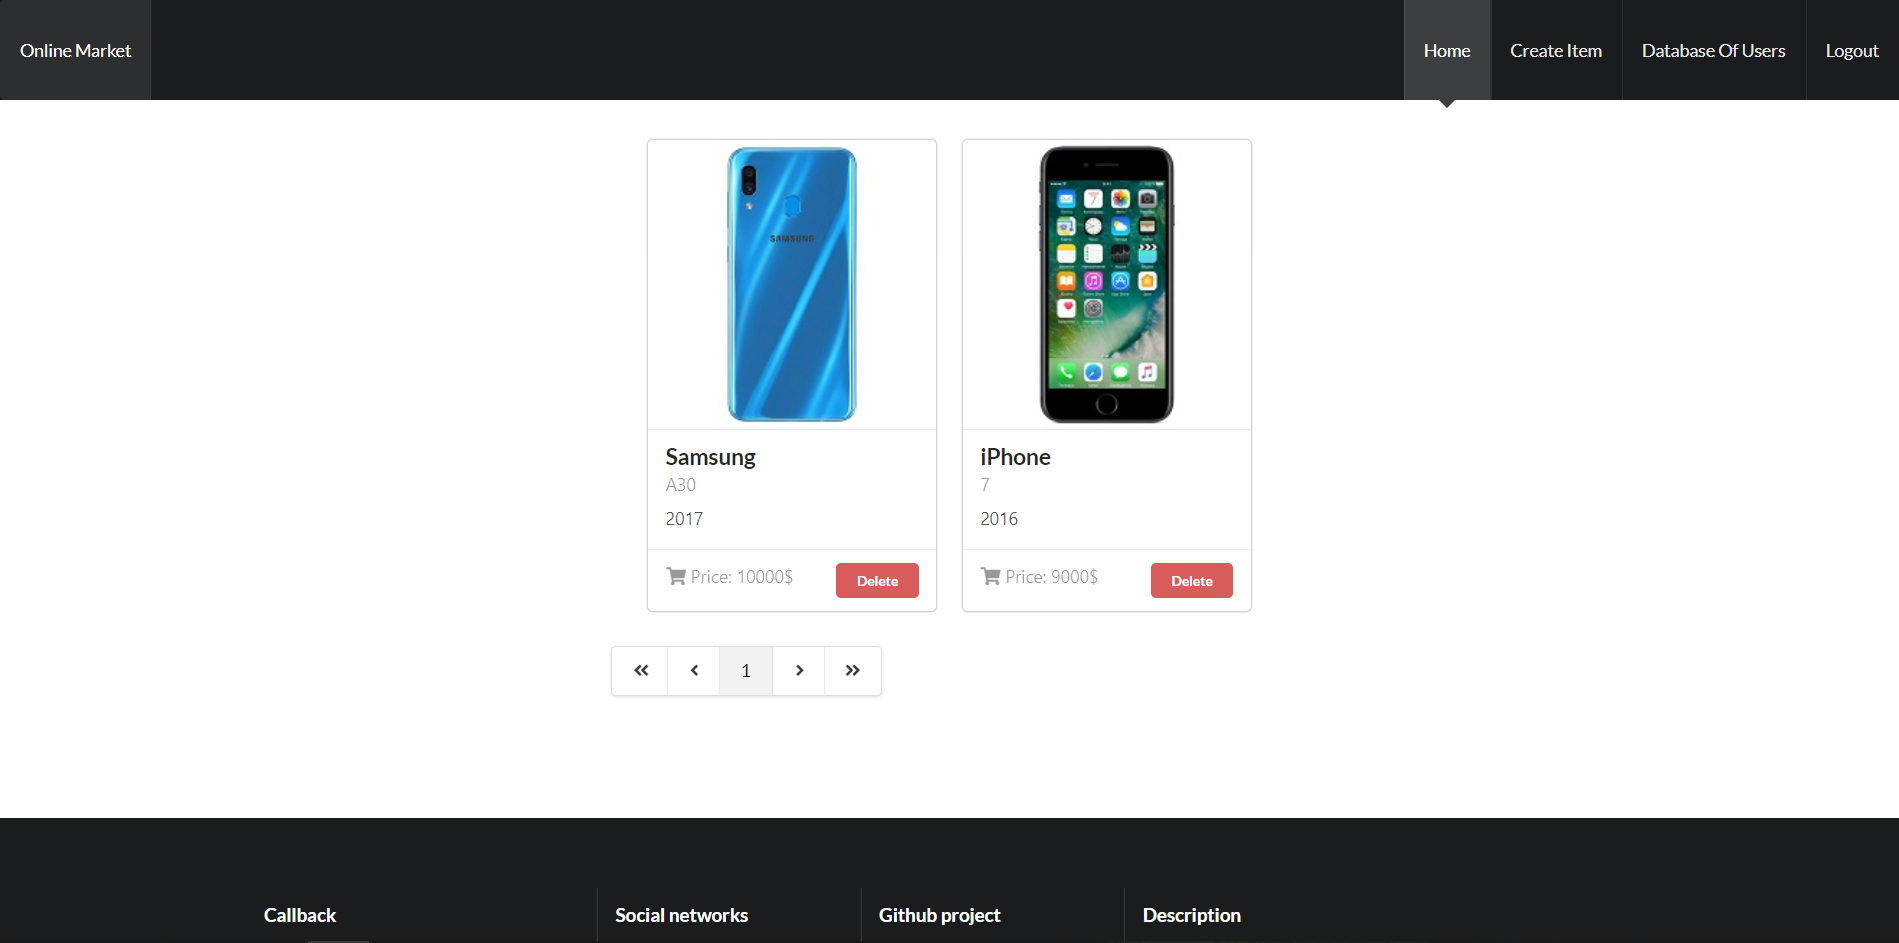 Online Market
Home
Create Item
Database Of Users
Logout
SAMSUNG
Samsung
A30
2017
Price: 10000$
Delete
iPhone
7
2016
Price: 9000$
Delete
1
Callback
Social networks
Github project
Description